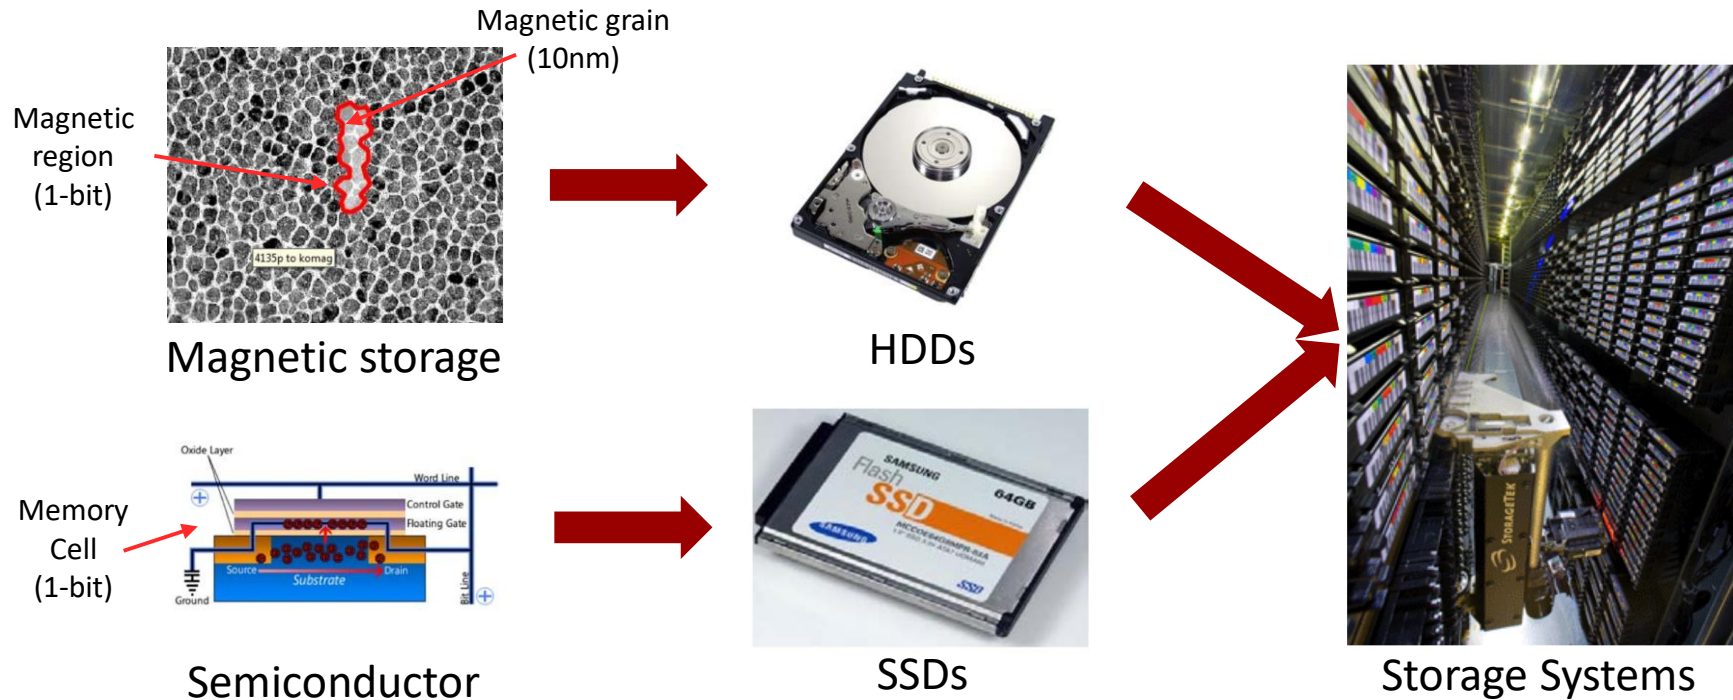 Magnetic grain
(10nm)
Magnetic
region
(1-bit)
4135p to komag
Magnetic storage
HDDs
Oxide Layer
Word Line
Control Gate
Floating Gate
Memory
Cell
(1-bit)
Source
Drain
Substrate
Ground
Bit Line
Semiconductor
SAMSUNG
64GB
Flash
SSD
SAMSUNG
SSD
SSDs
STORAGETEK
Storage Systems